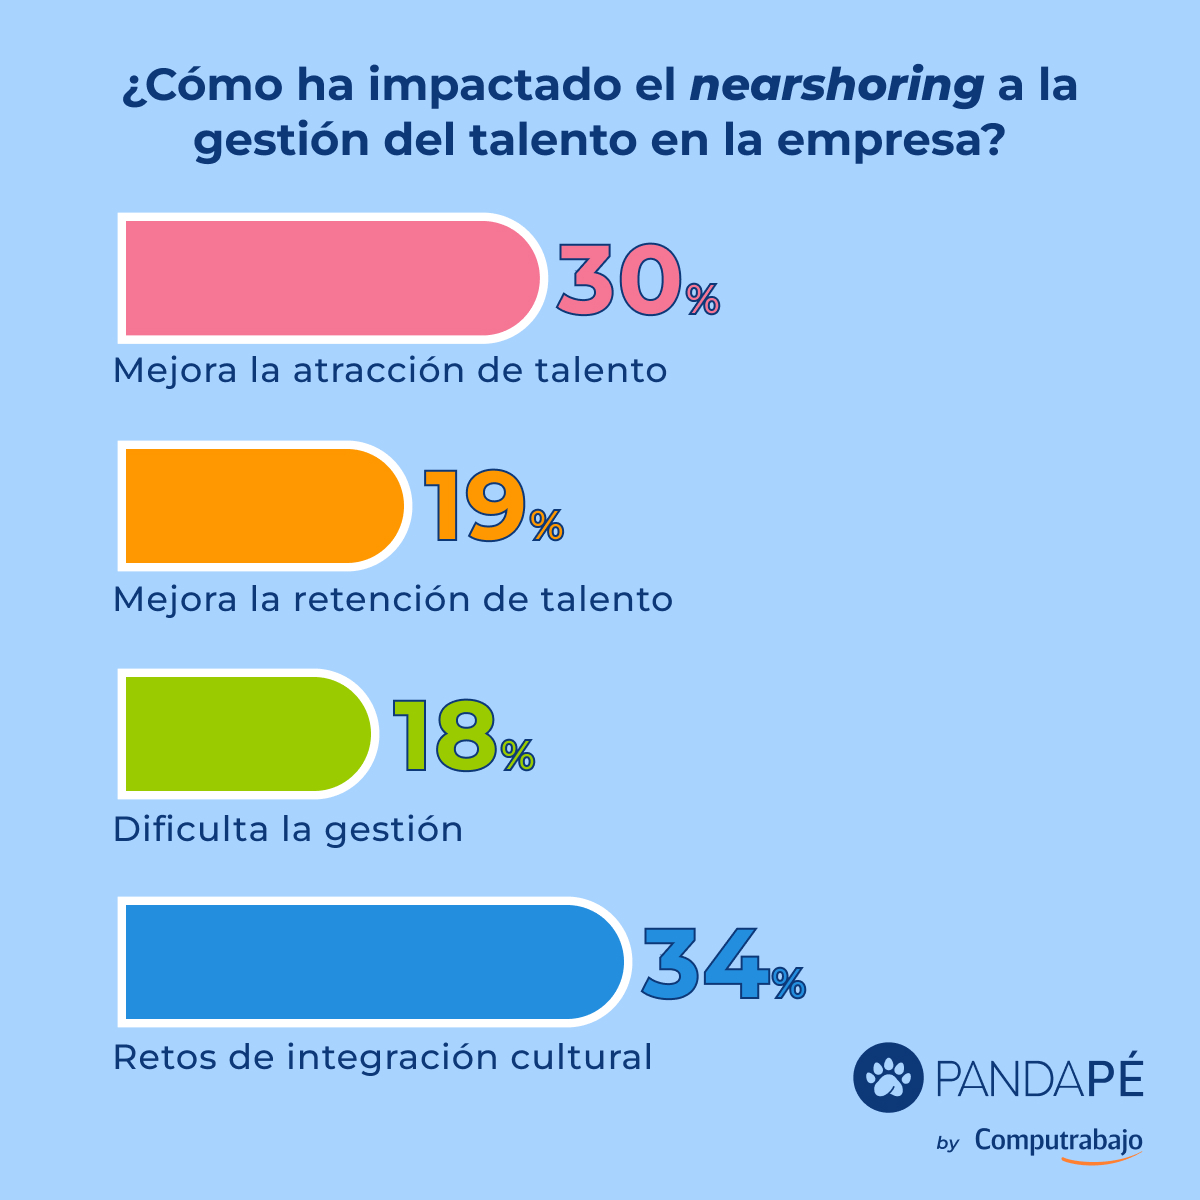 ¿Cómo ha impactado el nearshoring a la
gestión del talento en la empresa?
30%
Mejora la atracción de talento
19%
Mejora la retención de talento
18%
Dificulta la gestión
34%
Retos de integración cultural
PANDAPÉ
by Computrabajo